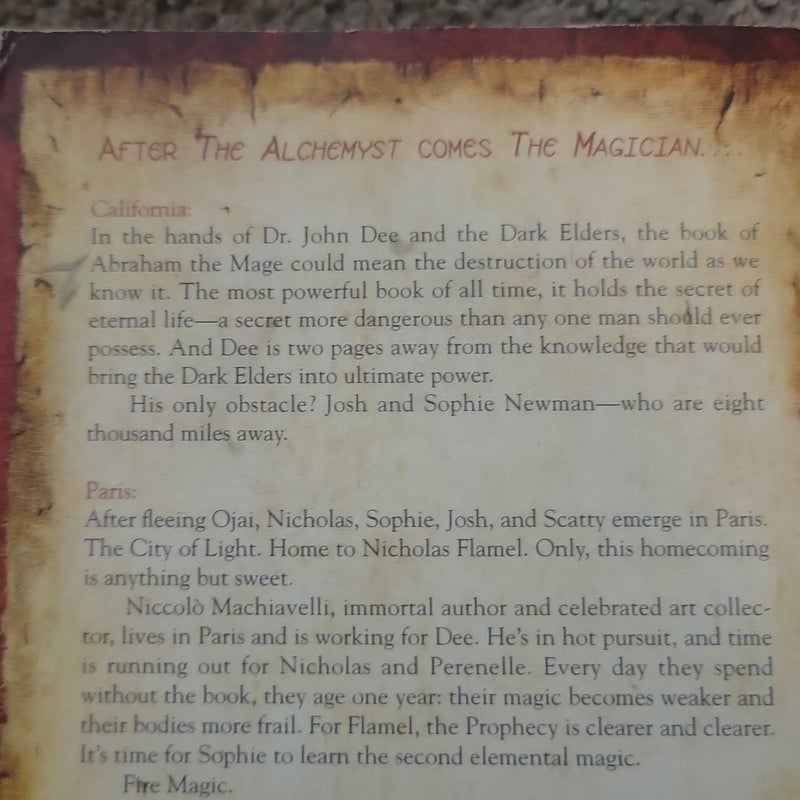 AFTER THE ALCHEMYST COMES THE MAGICIAN. . . .
California:
In the hands of Dr. John Dee and the Dark Elders, the book of
Abraham the Mage could mean the destruction of the world as we
know it. The most powerful book of all time, it holds the secret of
eternal life—a secret more dangerous than any one man should ever
possess. And Dee is two pages away from the knowledge that would
bring the Dark Elders into ultimate power.
His only obstacle? Josh and Sophie Newman—who are eight
thousand miles away.
Paris:
After fleeing Ojai, Nicholas, Sophie, Josh, and Scatty emerge in Paris.
The City of Light. Home to Nicholas Flamel. Only, this homecoming
is anything but sweet.
Niccolò Machiavelli, immortal author and celebrated art collec-
tor, lives in Paris and is working for Dee. He's in hot pursuit, and time
is running out for Nicholas and Perenelle. Every day they spend
without the book, they age one year: their magic becomes weaker and
their bodies more frail. For Flamel, the Prophecy is clearer and clearer.
It's time for Sophie to learn the second elemental magic.
Fire Magic.